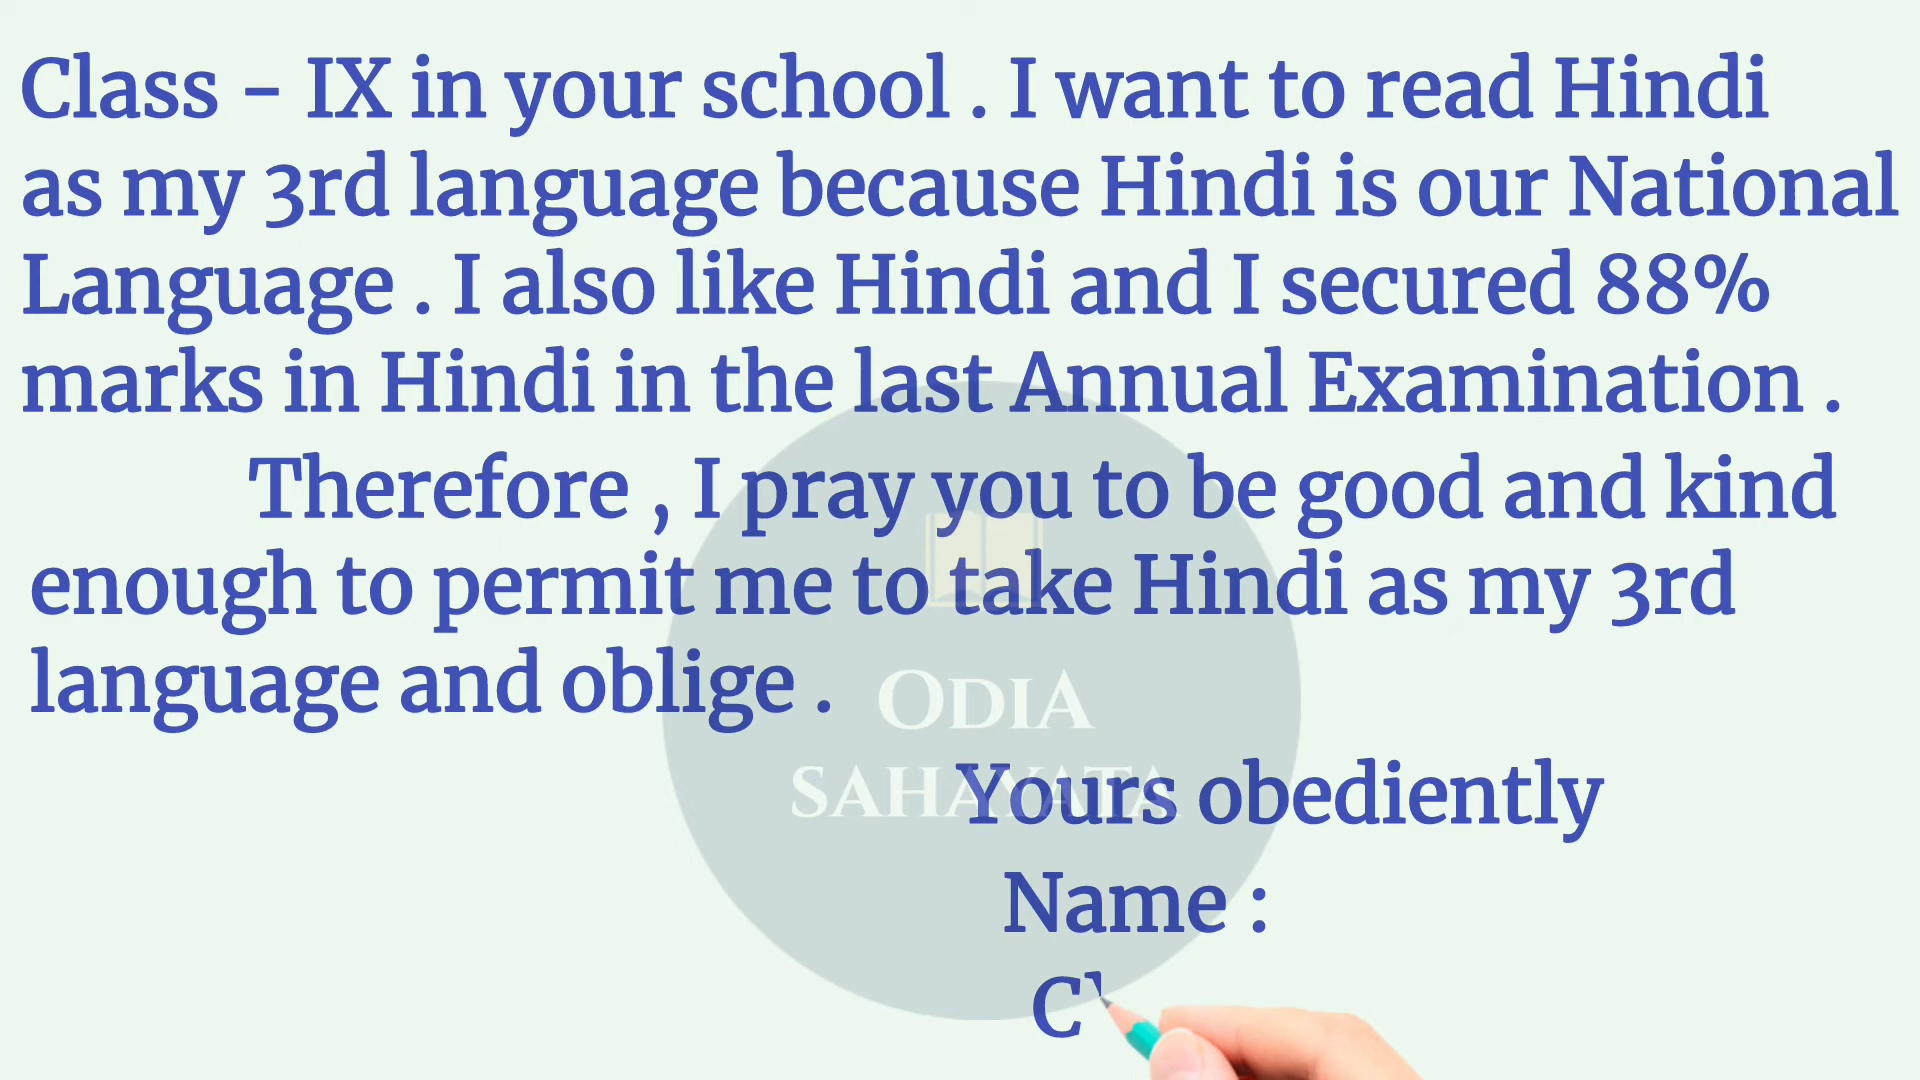 Class - IX in your school . I want to read Hindi
as my 3rd language because Hindi is our National
Language . I also like Hindi and I secured 88%
marks in Hindi in the last Annual Examination .
Therefore , I pray you to be good and kind
enough to permit me to take Hindi as my 3rd
language and oblige .
ODIA
SAHAYATA
Yours obediently
Name :
C